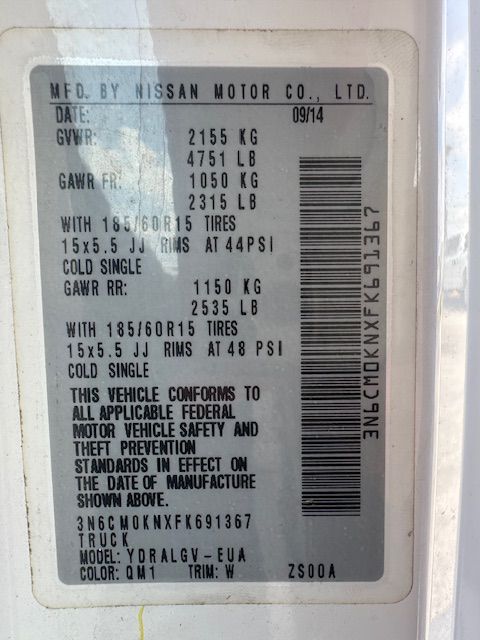 MFD. BY NISSAN MOTOR CO., LTD.
DATE: 09/14
GVWR: 2155 KG
4751 LB
GAWR FR: 1050 KG
2315 LB
WITH 185/60R15 TIRES
15x5.5 JJ RIMS AT 44PSI
COLD SINGLE
GAWR RR: 1150 KG
2535 LB
WITH 185/60R15 TIRES
15x5.5 JJ RIMS AT 48 PSI
COLD SINGLE
THIS VEHICLE CONFORMS TO
ALL APPLICABLE FEDERAL
MOTOR VEHICLE SAFETY AND
THEFT PREVENTION
STANDARDS IN EFFECT ON
THE DATE OF MANUFACTURE
SHOWN ABOVE.
3N6CM0KNXFK691367
TRUCK
MODEL: YDRALGV-EUA
COLOR: QM1 TRIM: W ZS00A
3N6CM0KNXFK691367